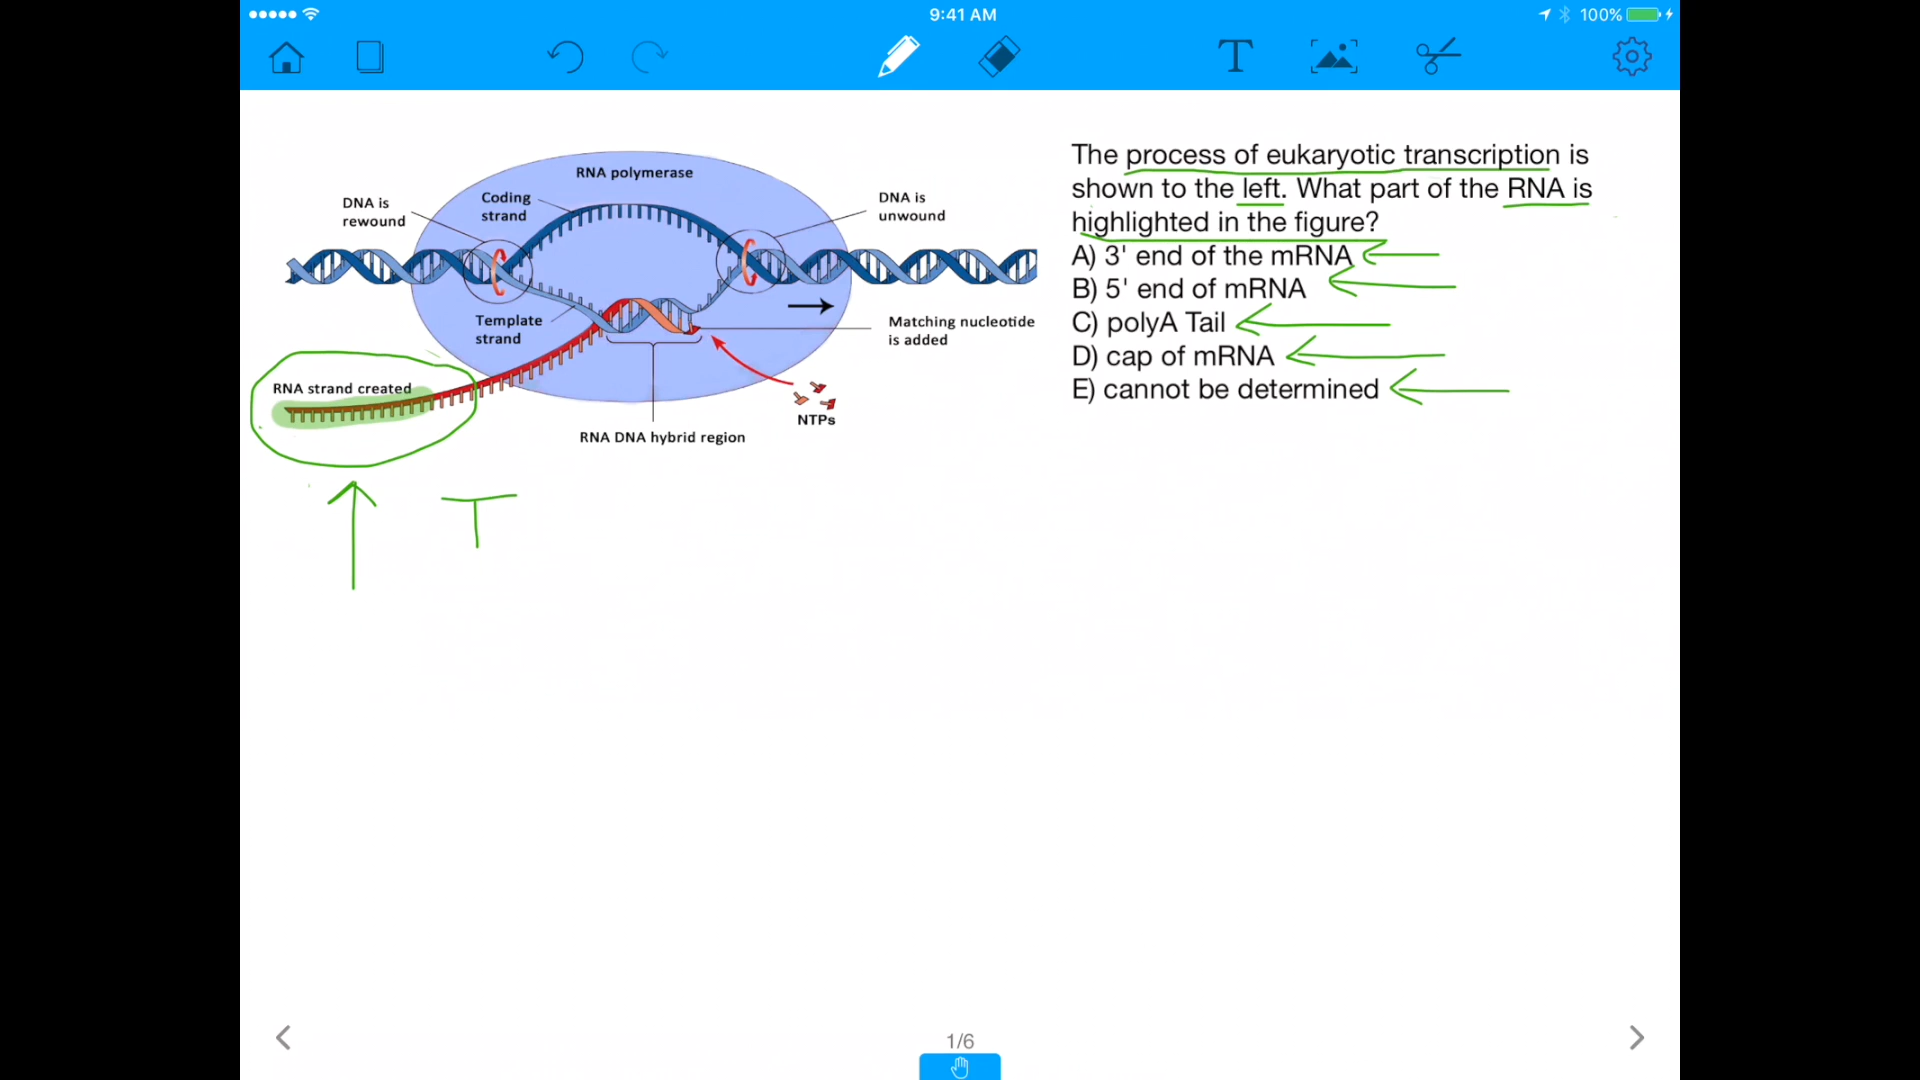 9:41 AM
100%
T
RNA polymerase
DNA is
rewound
Coding
strand
DNA is
unwound
Template
strand
Matching nucleotide
is added
RNA strand created
NTPs
RNA DNA hybrid region
T
The process of eukaryotic transcription is
shown to the left. What part of the RNA is
highlighted in the figure?
A) 3' end of the mRNA
B) 5' end of mRNA
C) polyA Tail
D) cap of mRNA
E) cannot be determined
1/6